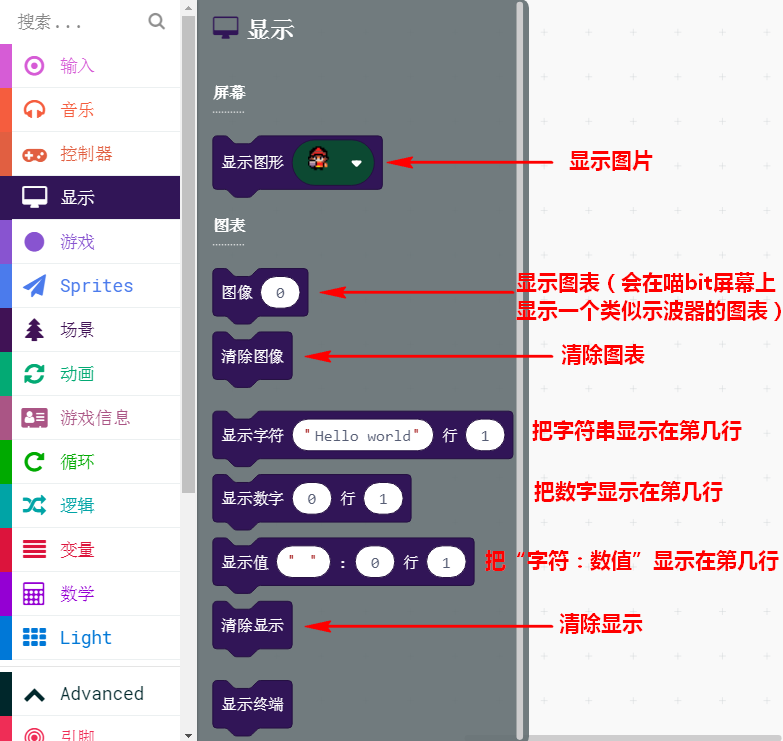 搜索...
输入
音乐
控制器
显示
游戏
Sprites
场景
动画
游戏信息
循环
逻辑
变量
数学
Light
Advanced
引脚
显示
屏幕
显示图形
显示图片
图表
图像 0
显示图表（会在喵bit屏幕上
显示一个类似示波器的图表）
清除图像
清除图表
显示字符 "Hello world" 行 1
把字符串显示在第几行
显示数字 0 行 1
把数字显示在第几行
显示值 " " : 0 行 1
把“字符：数值”显示在第几行
清除显示
清除显示
显示终端